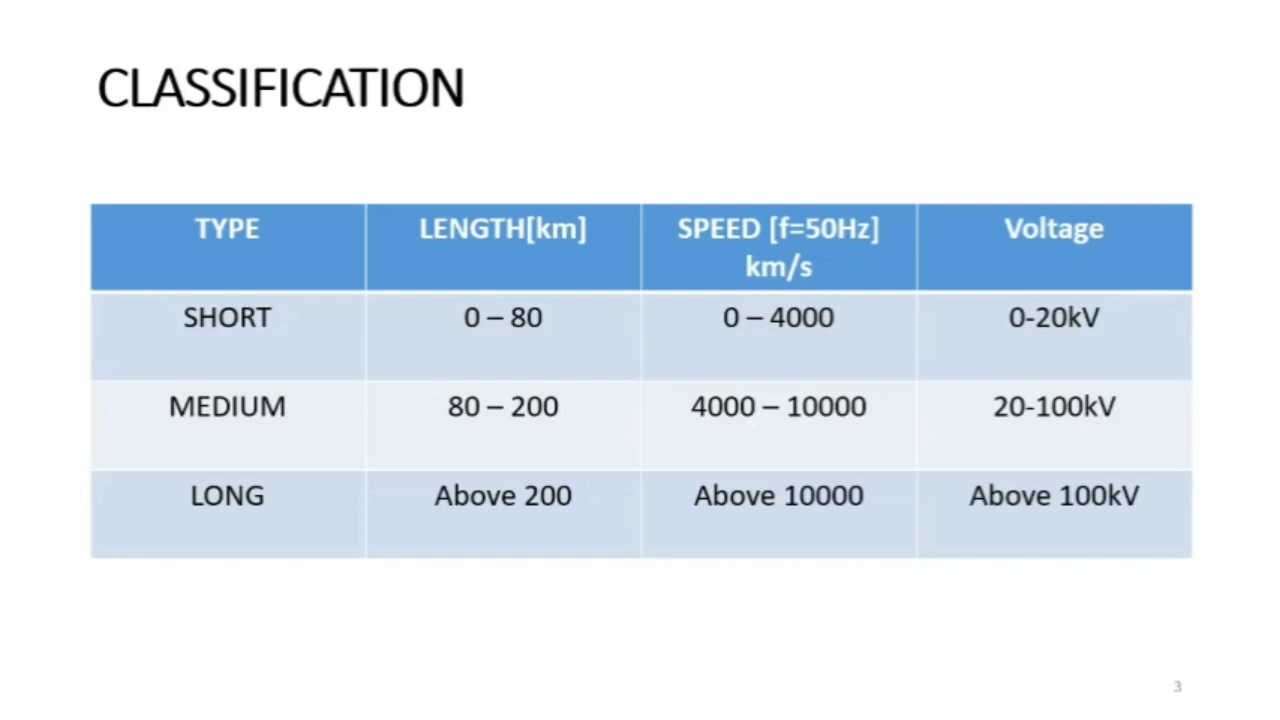 CLASSIFICATION
TYPE LENGTH[km] SPEED [f=50Hz] km/s Voltage
SHORT 0 – 80 0 – 4000 0-20kV
MEDIUM 80 – 200 4000 – 10000 20-100kV
LONG Above 200 Above 10000 Above 100kV
3